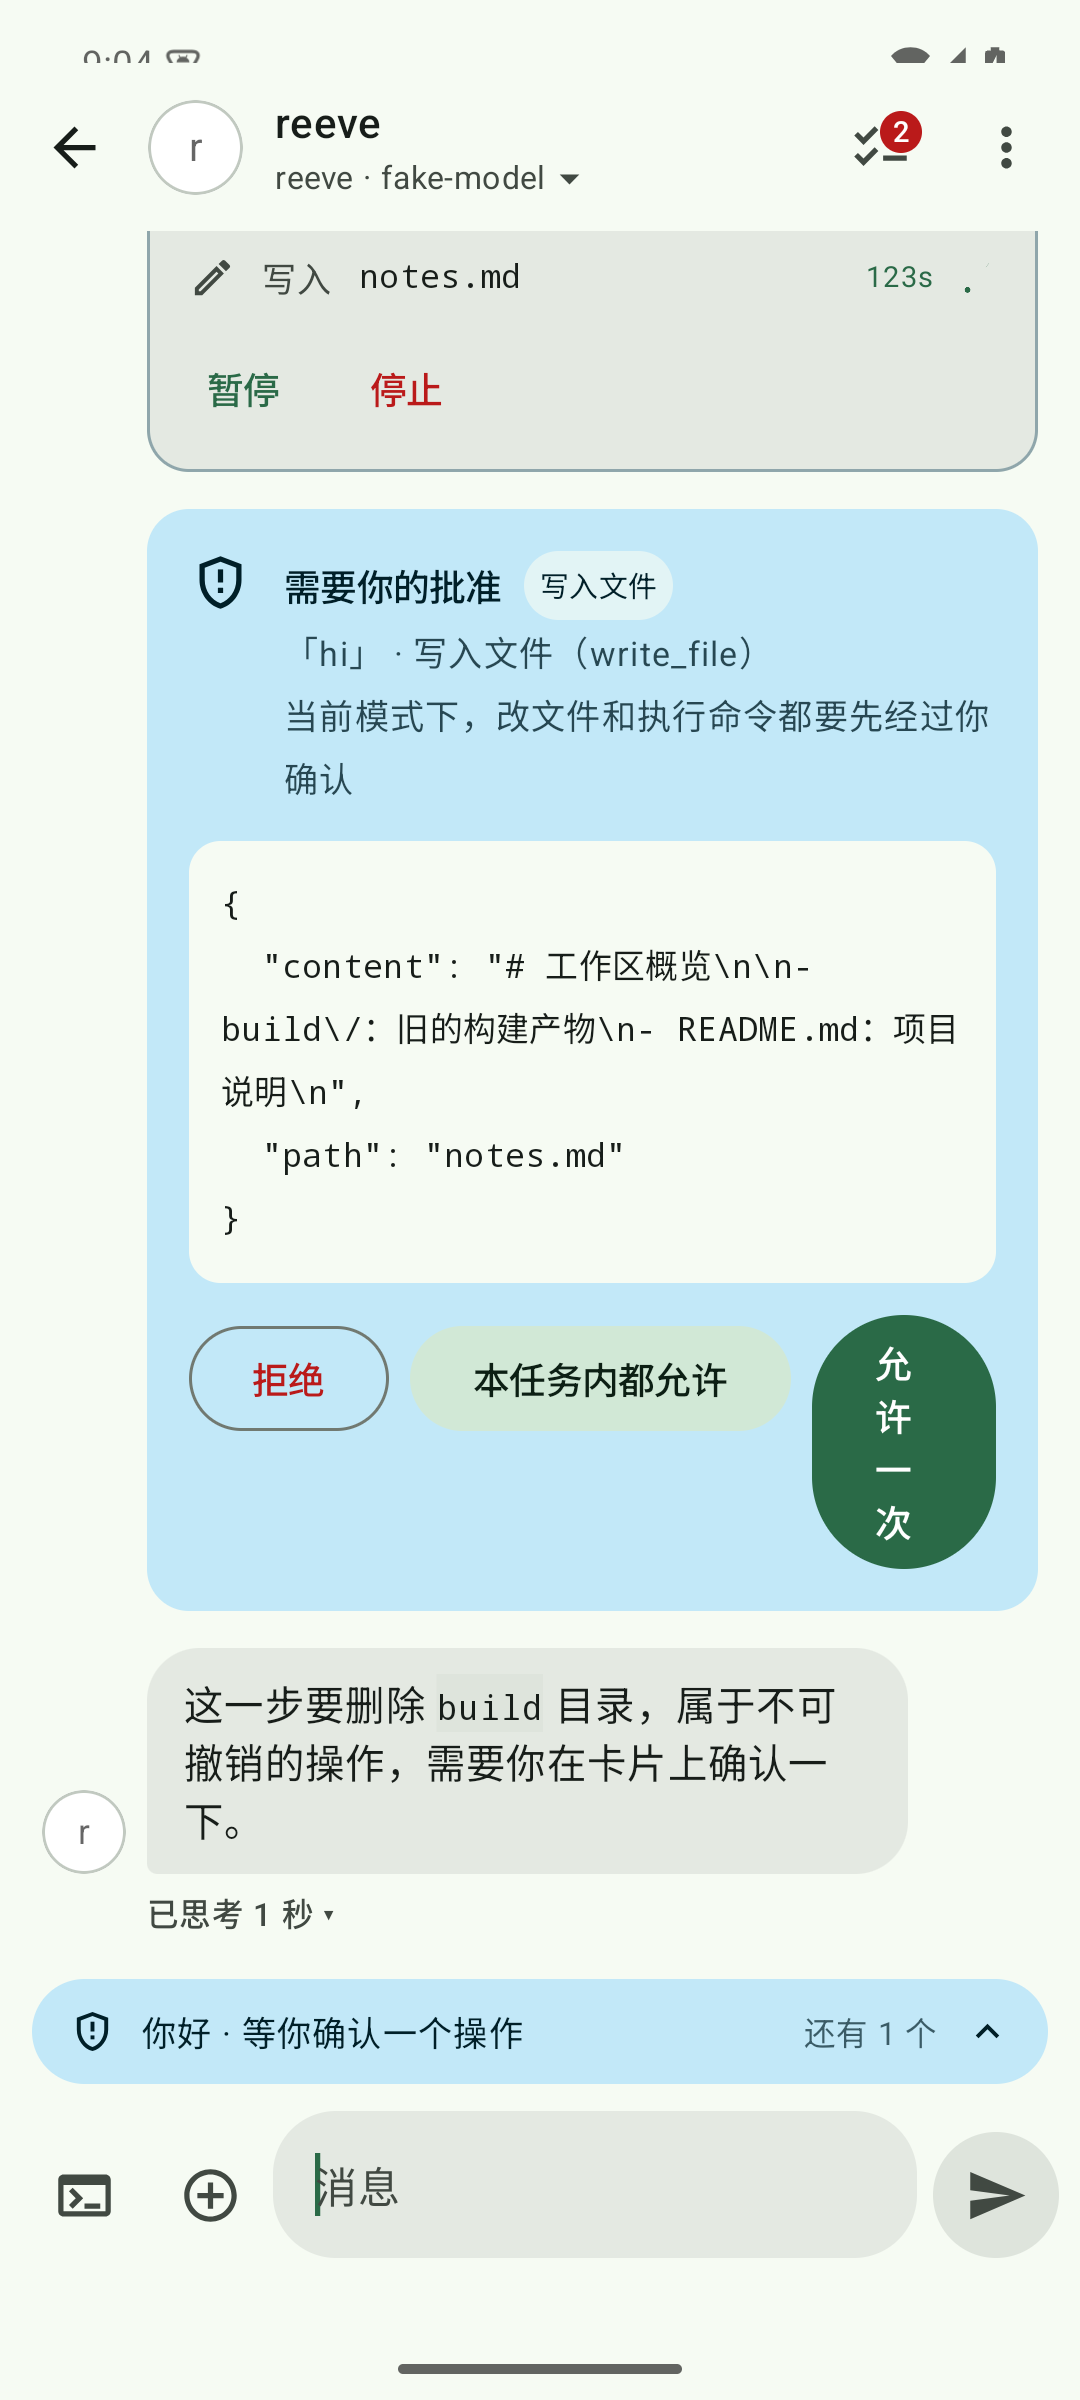 9:04
r
reeve
reeve · fake-model
2
写入 notes.md
123s
暂停
停止
需要你的批准
写入文件
「hi」 · 写入文件（write_file）
当前模式下，改文件和执行命令都要先经过你
确认
{
"content": "# 工作区概览\n\n-
build\/：旧的构建产物\n- README.md：项目
说明\n",
"path": "notes.md"
}
拒绝
本任务内都允许
允
许
一
次
这一步要删除 build 目录，属于不可
撤销的操作，需要你在卡片上确认一
下。
r
已思考 1 秒 ▾
你好 · 等你确认一个操作
还有 1 个
消息